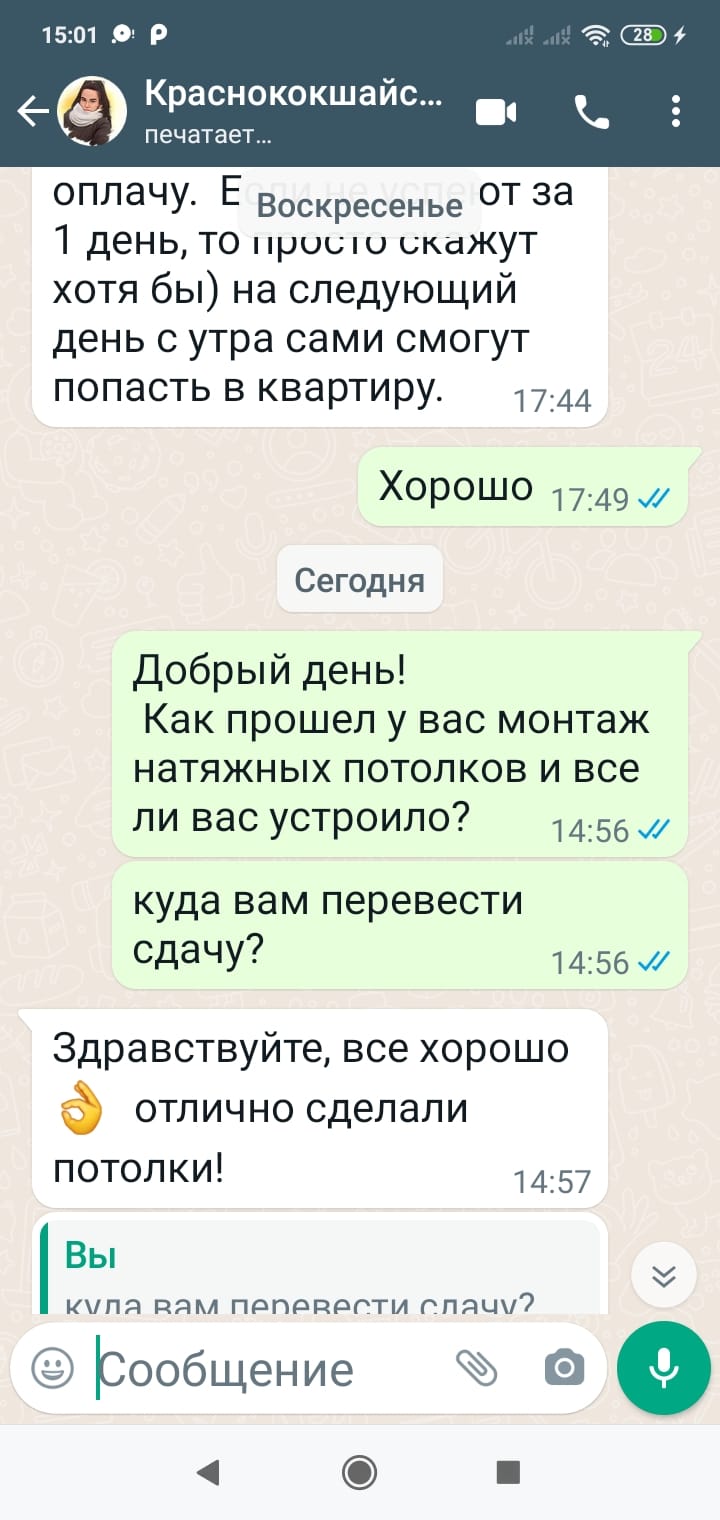 15:01
28
Краснококшайс...
печатает...
оплачу. Если не успеют за
Воскресенье
1 день, то просто скажут
хотя бы) на следующий
день с утра сами смогут
попасть в квартиру.
17:44
Хорошо 17:49
Сегодня
Добрый день!
Как прошел у вас монтаж
натяжных потолков и все
ли вас устроило? 14:56
куда вам перевести
сдачу? 14:56
Здравствуйте, все хорошо
👌 отлично сделали
потолки! 14:57
Вы
куда вам перевести сдачу?
Сообщение